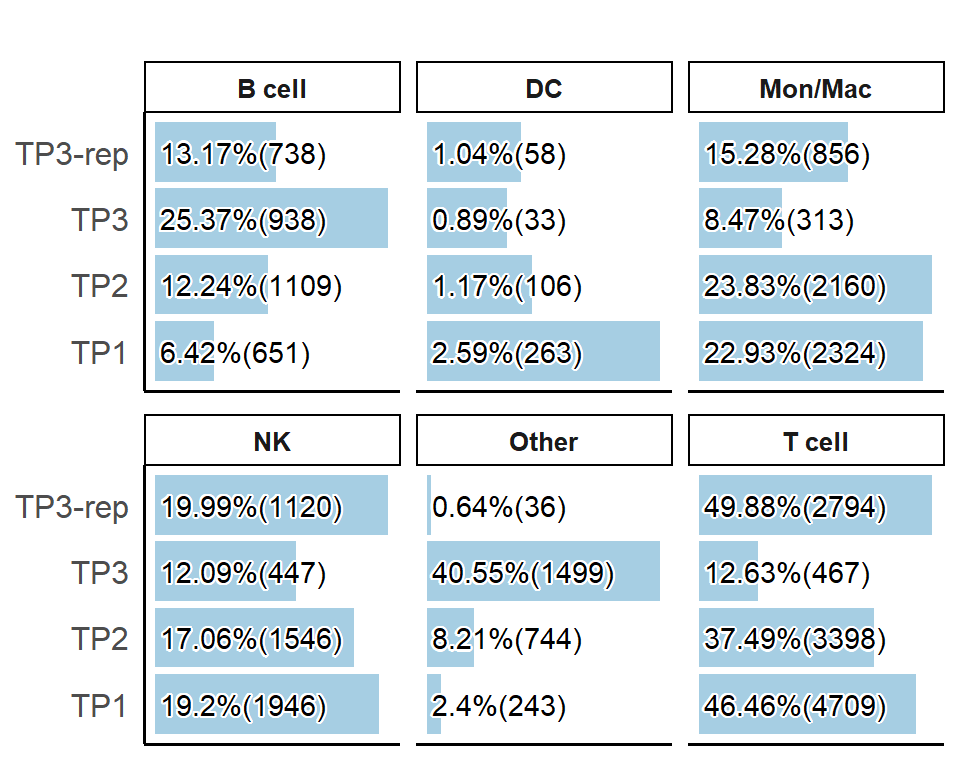 B cell DC Mon/Mac
TP3-rep 13.17%(738) 1.04%(58) 15.28%(856)
TP3 25.37%(938) 0.89%(33) 8.47%(313)
TP2 12.24%(1109) 1.17%(106) 23.83%(2160)
TP1 6.42%(651) 2.59%(263) 22.93%(2324)
NK Other T cell
TP3-rep 19.99%(1120) 0.64%(36) 49.88%(2794)
TP3 12.09%(447) 40.55%(1499) 12.63%(467)
TP2 17.06%(1546) 8.21%(744) 37.49%(3398)
TP1 19.2%(1946) 2.4%(243) 46.46%(4709)